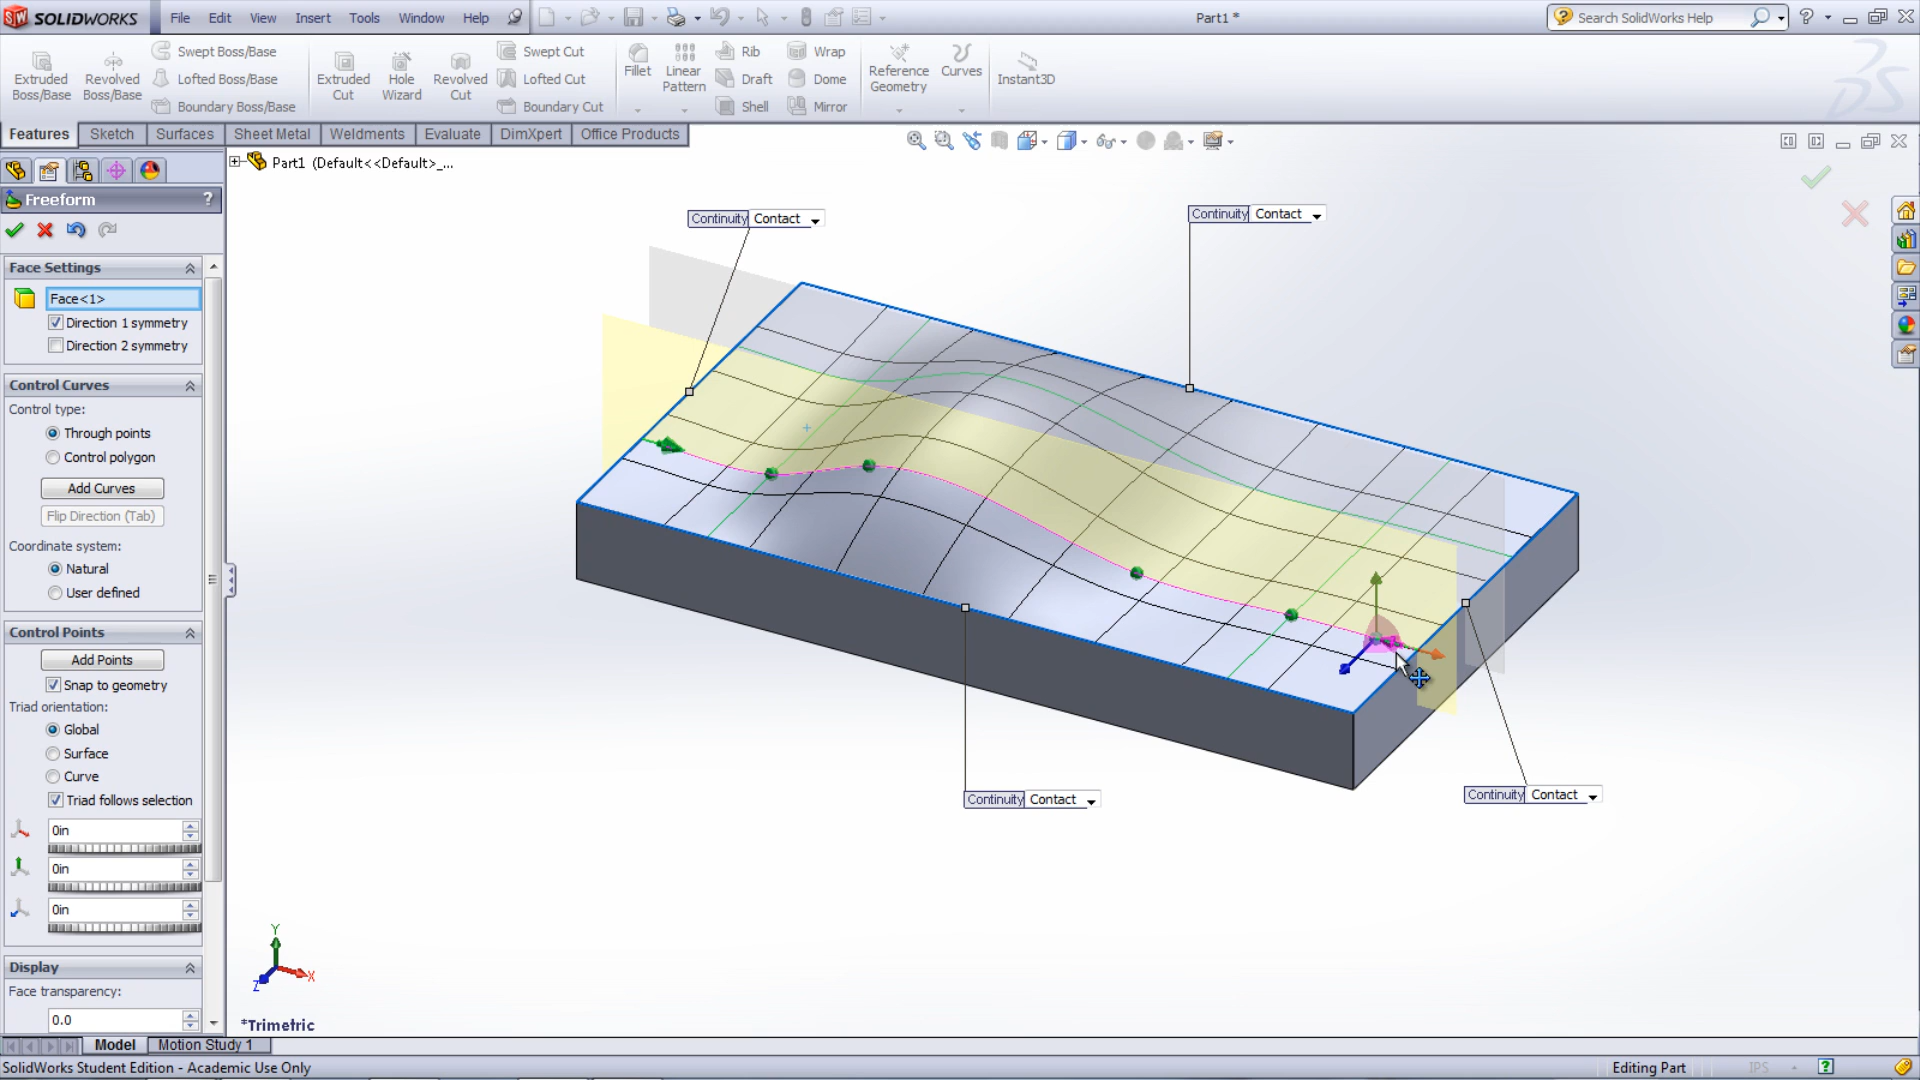 SOLIDWORKS File Edit View Insert Tools Window Help Part1 * Search SolidWorks Help ?
Extruded Boss/Base
Revolved Boss/Base
Swept Boss/Base
Lofted Boss/Base
Boundary Boss/Base
Extruded Cut
Hole Wizard
Revolved Cut
Swept Cut
Lofted Cut
Boundary Cut
Fillet
Linear Pattern
Rib
Draft
Shell
Wrap
Dome
Mirror
Reference Geometry
Curves
Instant3D
Features Sketch Surfaces Sheet Metal Weldments Evaluate DimXpert Office Products
Part1 (Default<<Default>_...
Freeform ?
Face Settings
Face<1>
Direction 1 symmetry
Direction 2 symmetry
Control Curves
Control type:
Through points
Control polygon
Add Curves
Flip Direction (Tab)
Coordinate system:
Natural
User defined
Control Points
Add Points
Snap to geometry
Triad orientation:
Global
Surface
Curve
Triad follows selection
0in
0in
0in
Display
Face transparency:
0.0
Continuity Contact
Continuity Contact
Continuity Contact
Continuity Contact
Y
X
Z
*Trimetric
Model Motion Study 1
SolidWorks Student Edition - Academic Use Only Editing Part IPS ?